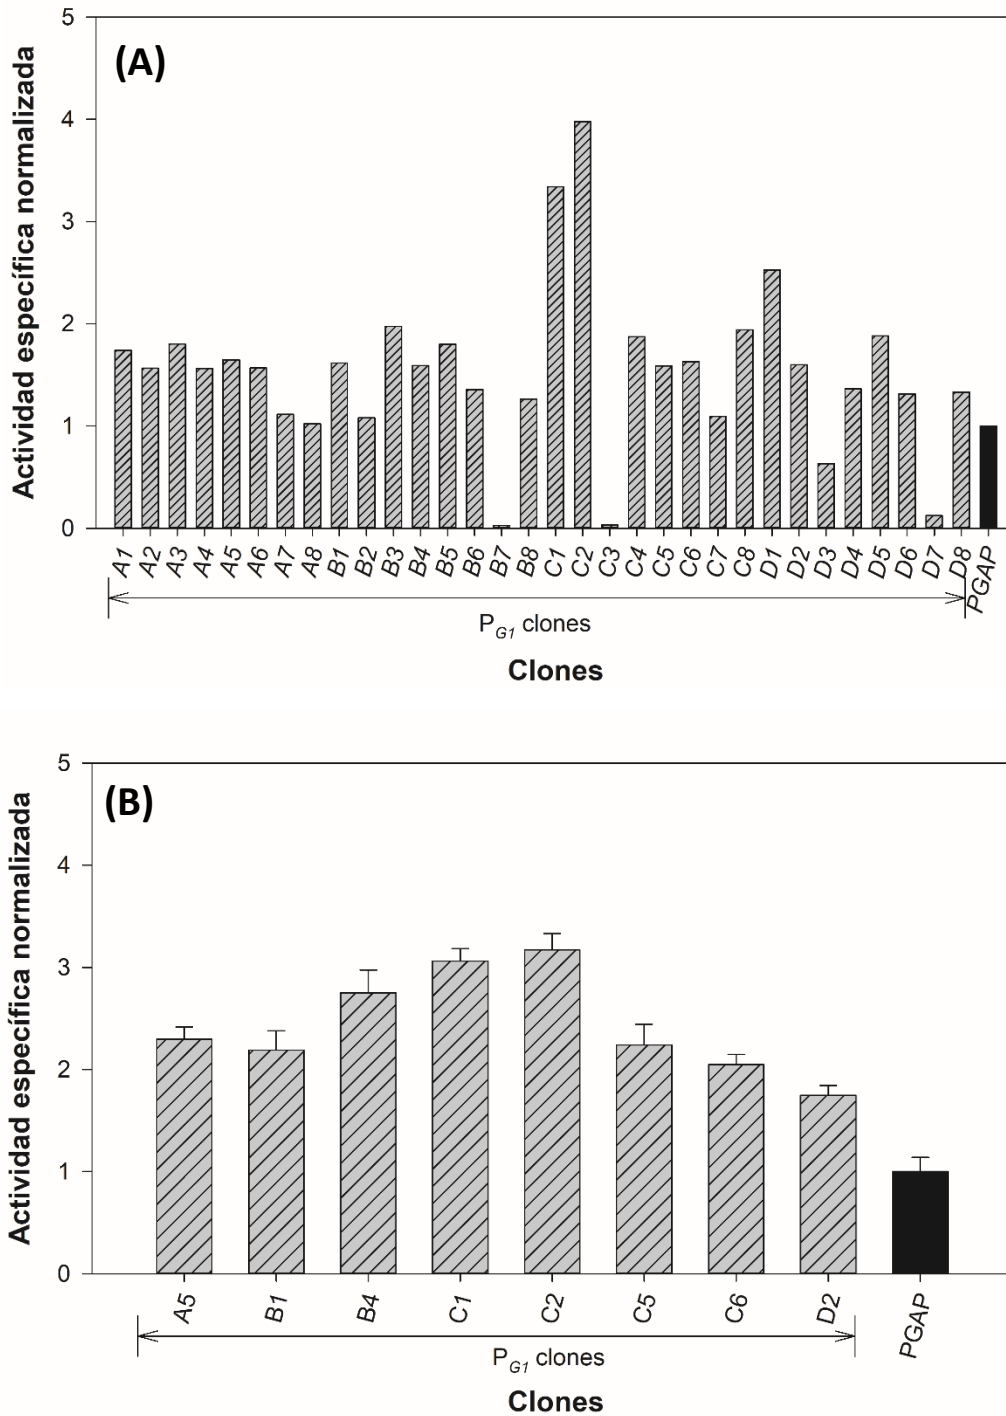 (A)
Actividad específica normalizada
5
4
3
2
1
0
A1 A2 A3 A4 A5 A6 A7 A8 B1 B2 B3 B4 B5 B6 B7 B8 C1 C2 C3 C4 C5 C6 C7 C8 D1 D2 D3 D4 D5 D6 D7 D8 PGAP
PG1 clones
Clones
(B)
Actividad específica normalizada
5
4
3
2
1
0
A5 B1 B4 C1 C2 C5 C6 D2 PGAP
PG1 clones
Clones